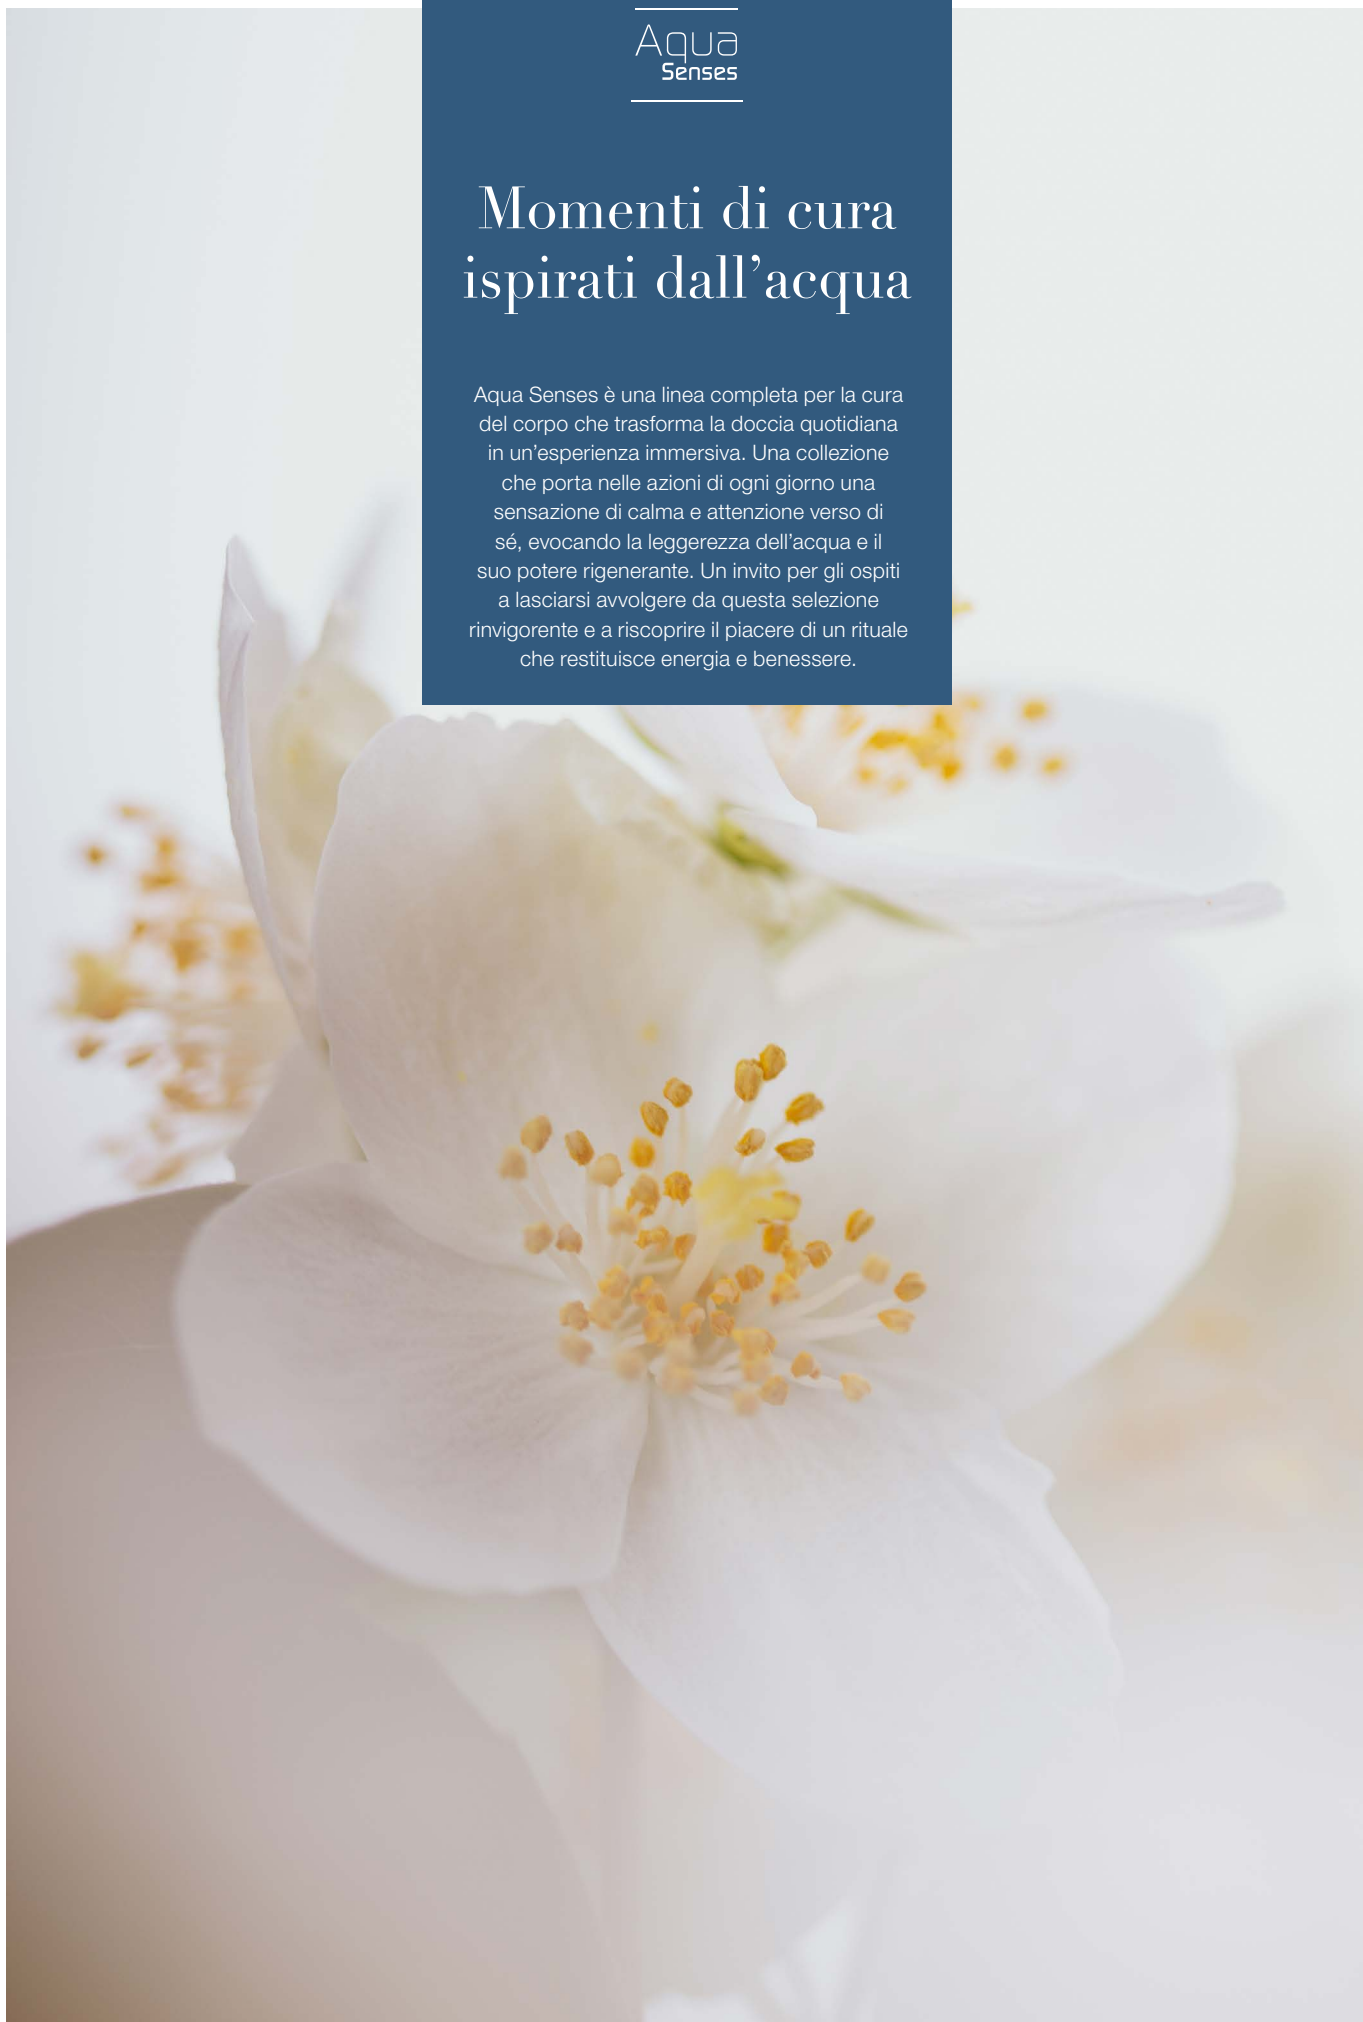 Aqua
Senses
Momenti di cura
ispirati dall’acqua
Aqua Senses è una linea completa per la cura
del corpo che trasforma la doccia quotidiana
in un’esperienza immersiva. Una collezione
che porta nelle azioni di ogni giorno una
sensazione di calma e attenzione verso di
sé, evocando la leggerezza dell’acqua e il
suo potere rigenerante. Un invito per gli ospiti
a lasciarsi avvolgere da questa selezione
rinvigorente e a riscoprire il piacere di un rituale
che restituisce energia e benessere.